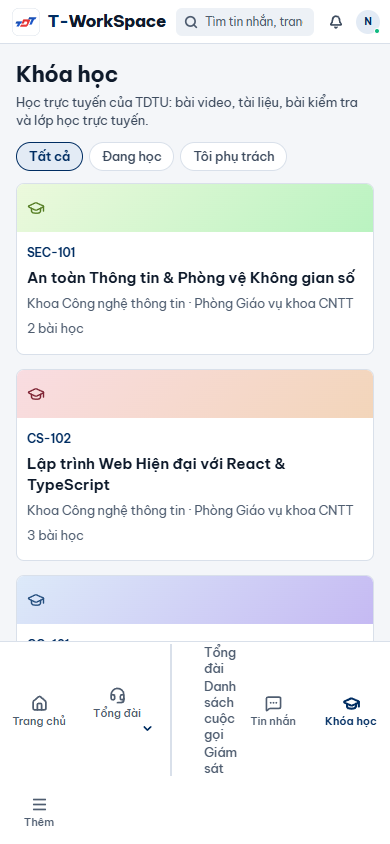 TDT T-WorkSpace Tìm tin nhắn, tran N
Khóa học
Học trực tuyến của TDTU: bài video, tài liệu, bài kiểm tra
và lớp học trực tuyến.
Tất cả Đang học Tôi phụ trách
SEC-101
An toàn Thông tin & Phòng vệ Không gian số
Khoa Công nghệ thông tin · Phòng Giáo vụ khoa CNTT
2 bài học
CS-102
Lập trình Web Hiện đại với React &
TypeScript
Khoa Công nghệ thông tin · Phòng Giáo vụ khoa CNTT
3 bài học
Trang chủ
Tổng đài
Tổng
đài
Danh
sách
cuộc
gọi
Giám
sát
Tin nhắn
Khóa học
Thêm